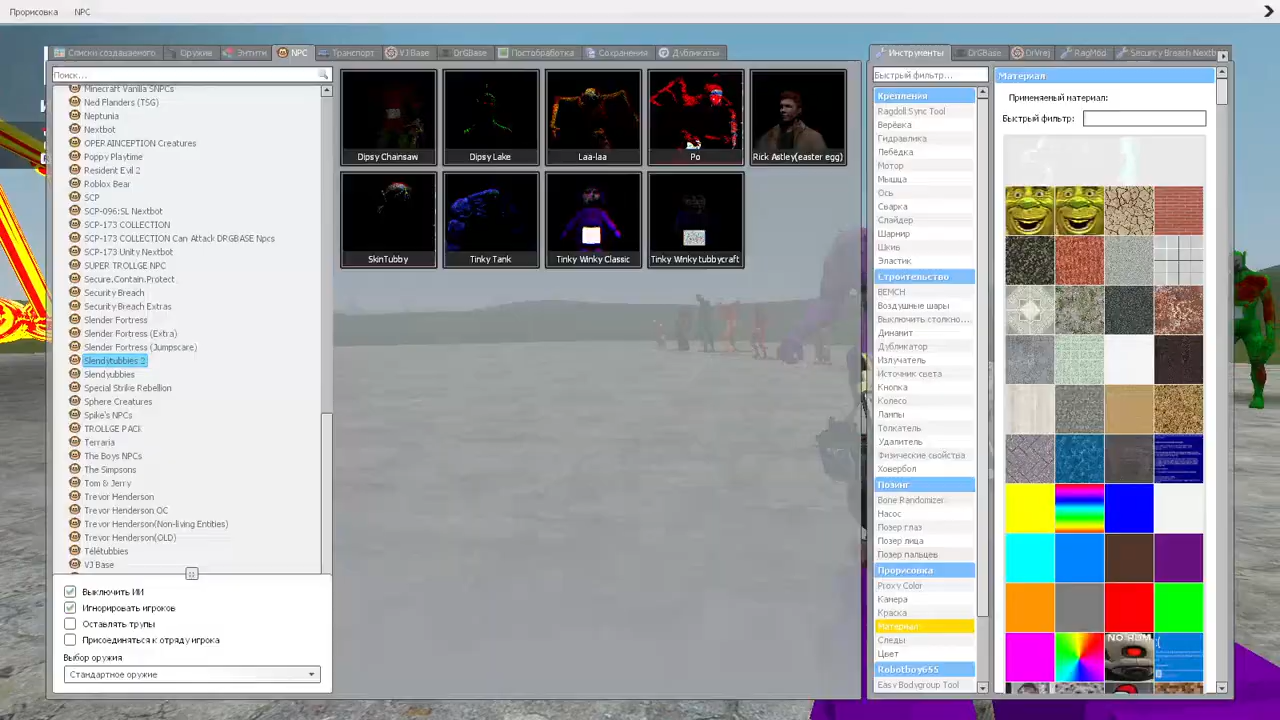 Прорисовка NPC
Списки создаваемого Оружие Энтити NPC Транспорт VJ Base DrGBase Постобработка Сохранения Дубликаты
Поиск...
Minecraft Vanilla SNPCs
Ned Flanders (TSG)
Neptunia
Nextbot
OPERAINCEPTION Creatures
Poppy Playtime
Resident Evil 2
Roblox Bear
SCP
SCP-096:SL Nextbot
SCP-173 COLLECTION
SCP-173 COLLECTION Can Attack DRGBASE Npcs
SCP-173 Unity Nextbot
SUPER TROLLGE NPC
Secure.Contain.Protect
Security Breach
Security Breach Extras
Slender Fortress
Slender Fortress (Extra)
Slender Fortress (Jumpscare)
Slendytubbies 2
Slendyubbies
Special Strike Rebellion
Sphere Creatures
Spike's NPCs
TROLLGE PACK
Terraria
The Boys NPCs
The Simpsons
Tom & Jerry
Trevor Henderson
Trevor Henderson OC
Trevor Henderson(Non-living Entities)
Trevor Henderson(OLD)
Télétubbies
VJ Base
Выключить ИИ
Игнорировать игроков
Оставлять трупы
Присоединяться к отряду игрока
Выбор оружия
Стандартное оружие
Dipsy Chainsaw Dipsy Lake Laa-laa Po Rick Astley(easter egg)
SkinTubby Tinky Tank Tinky Winky Classic Tinky Winky tubbycraft
Инструменты DrGBase OrVrej RagMod Security Breach Nextb
Быстрый фильтр...
Крепления
Ragdoll Sync Tool
Верёвка
Гидравлика
Лебёдка
Мотор
Мышца
Ось
Сварка
Слайдер
Шарнир
Шкив
Эластик
Строительство
BEMCH
Воздушные шары
Выключить столкно...
Динамит
Дубликатор
Излучатель
Источник света
Кнопка
Колесо
Лампы
Толкатель
Удалитель
Физические свойства
Ховербол
Позинг
Bone Randomizer
Насос
Позер глаз
Позер лица
Позер пальцев
Прорисовка
Proxy Color
Камера
Краска
Материал
Следы
Цвет
Robotboy655
Easy Bodygroup Tool
Материал
Применяемый материал:
Быстрый фильтр: